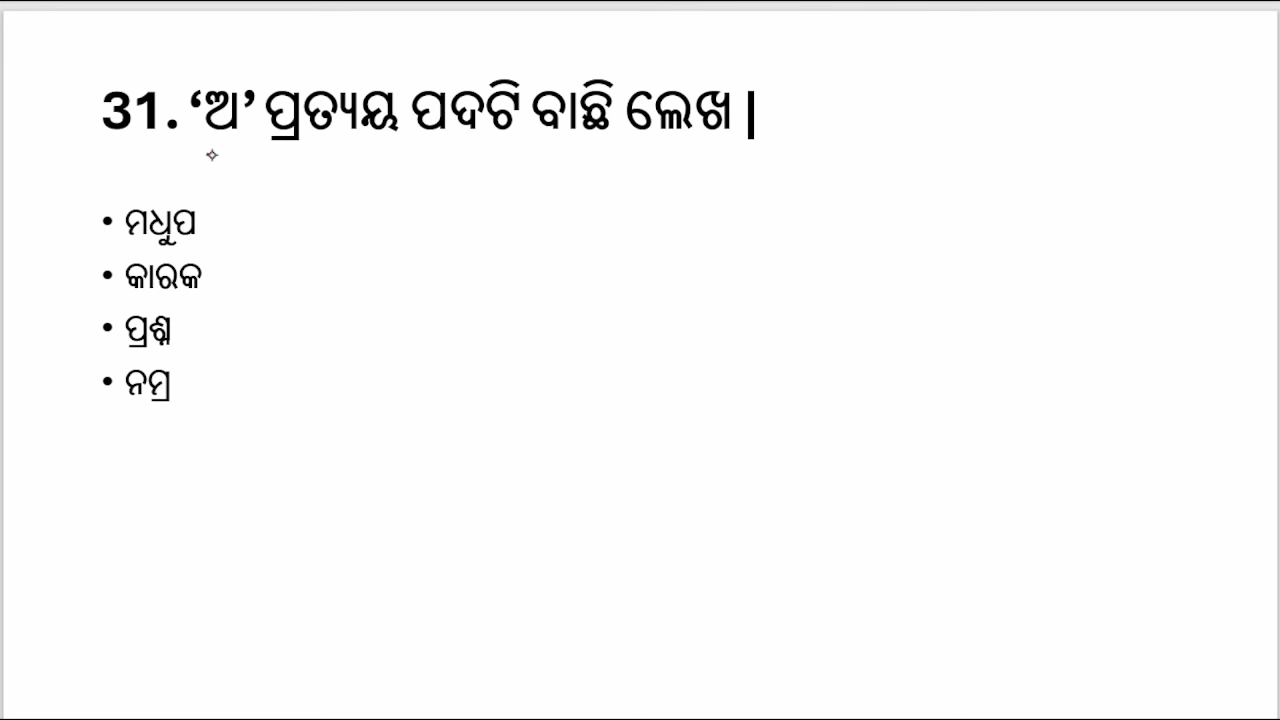 31. ‘ଅ’ ପ୍ରତ୍ୟୟ ପଦଟି ବାଛି ଲେଖ |
• ମଧୁପ
• କାରକ
• ପ୍ରଶ୍ନ
• ନମ୍ର